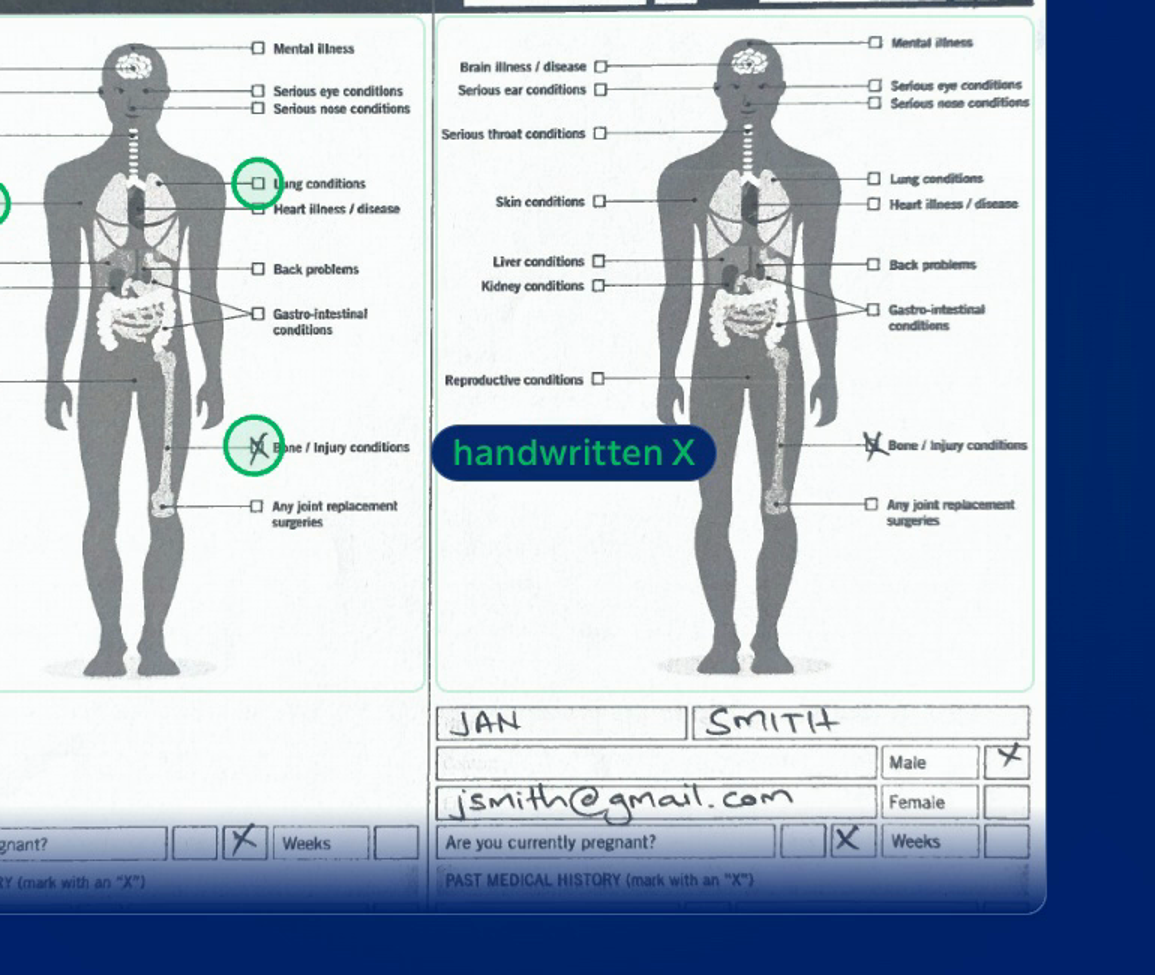 Mental illness
Serious eye conditions
Serious nose conditions
Lung conditions
Heart illness / disease
Back problems
Gastro-intestinal
conditions
X Bone / Injury conditions
Any joint replacement
surgeries
gnant? X Weeks
RY (mark with an "X")
Mental illness
Brain illness / disease
Serious ear conditions
Serious eye conditions
Serious nose conditions
Serious throat conditions
Lung conditions
Skin conditions
Heart illness / disease
Liver conditions
Back problems
Kidney conditions
Gastro-intestinal
conditions
Reproductive conditions
handwritten X
X Bone / Injury conditions
Any joint replacement
surgeries
JAN SMITH
Male X
jsmith@gmail.com Female
Are you currently pregnant? X Weeks
PAST MEDICAL HISTORY (mark with an "X")